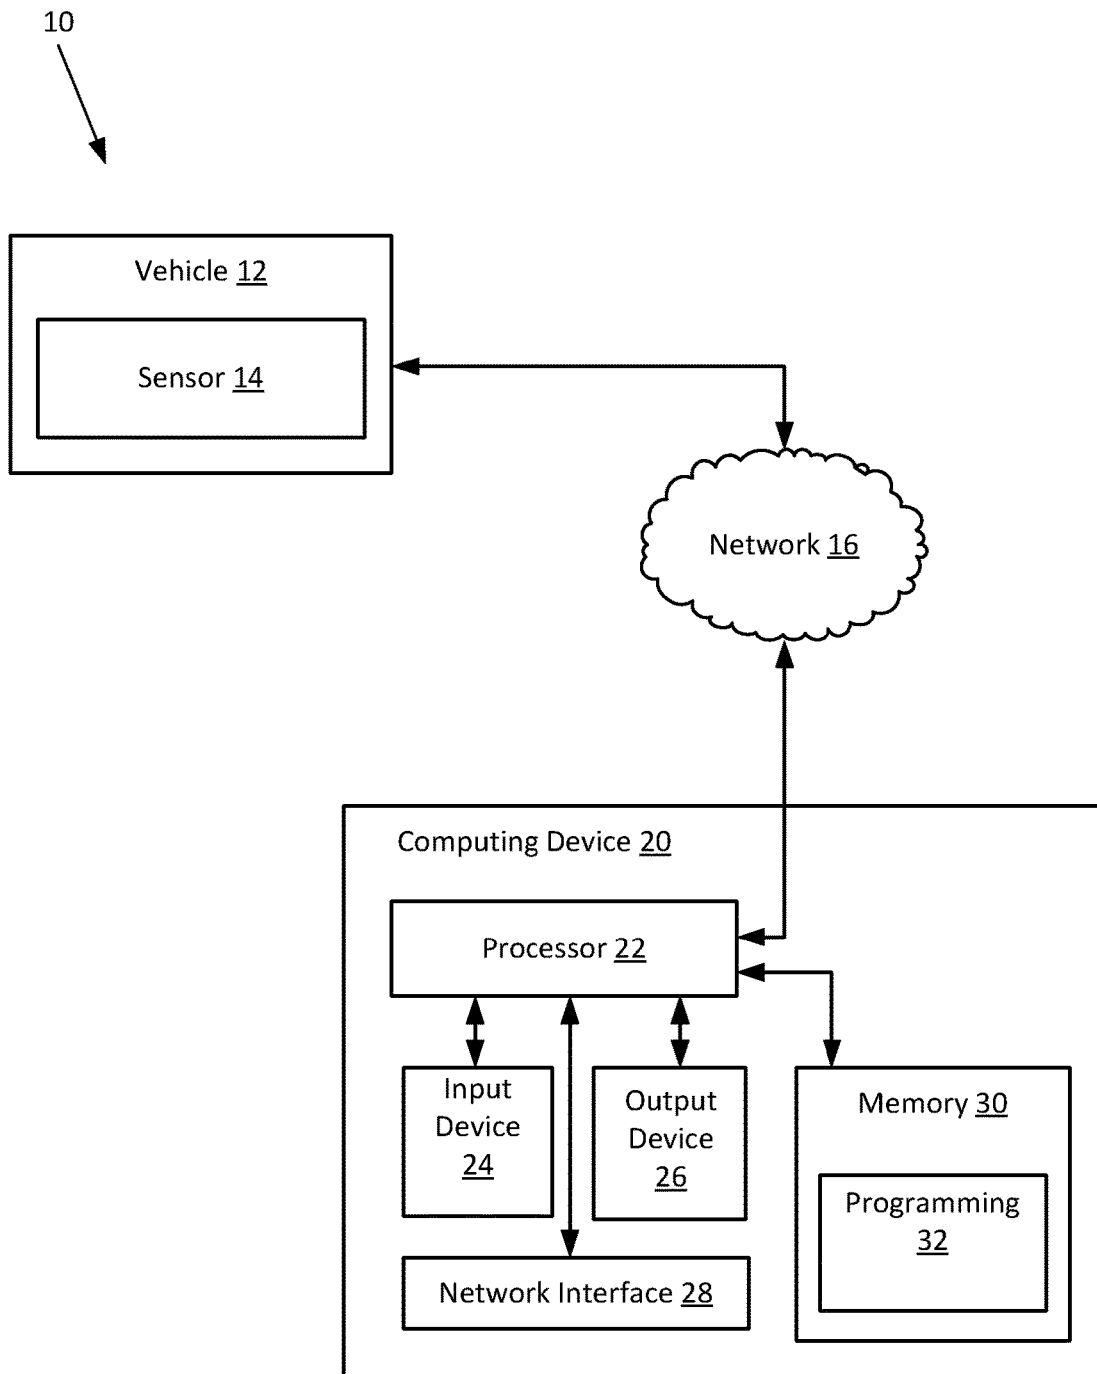 10
Vehicle 12
Sensor 14
Network 16
Computing Device 20
Processor 22
Input
Device
24
Output
Device
26
Memory 30
Programming
32
Network Interface 28